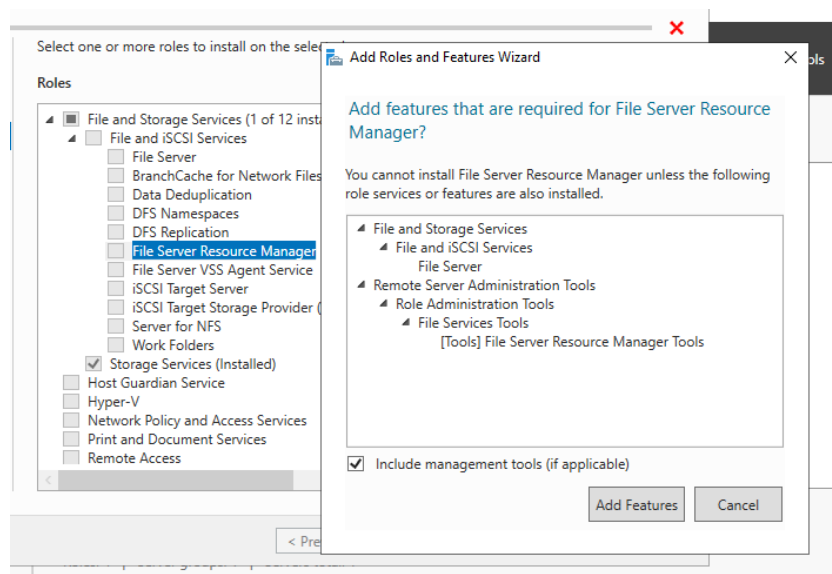 Select one or more roles to install on the sele
Roles
File and Storage Services (1 of 12 insta
File and iSCSI Services
File Server
BranchCache for Network Files
Data Deduplication
DFS Namespaces
DFS Replication
File Server Resource Manager
File Server VSS Agent Service
iSCSI Target Server
iSCSI Target Storage Provider (
Server for NFS
Work Folders
Storage Services (Installed)
Host Guardian Service
Hyper-V
Network Policy and Access Services
Print and Document Services
Remote Access
< Pre
Add Roles and Features Wizard
Add features that are required for File Server Resource
Manager?
You cannot install File Server Resource Manager unless the following
role services or features are also installed.
File and Storage Services
File and iSCSI Services
File Server
Remote Server Administration Tools
Role Administration Tools
File Services Tools
[Tools] File Server Resource Manager Tools
Include management tools (if applicable)
Add Features
Cancel
ols